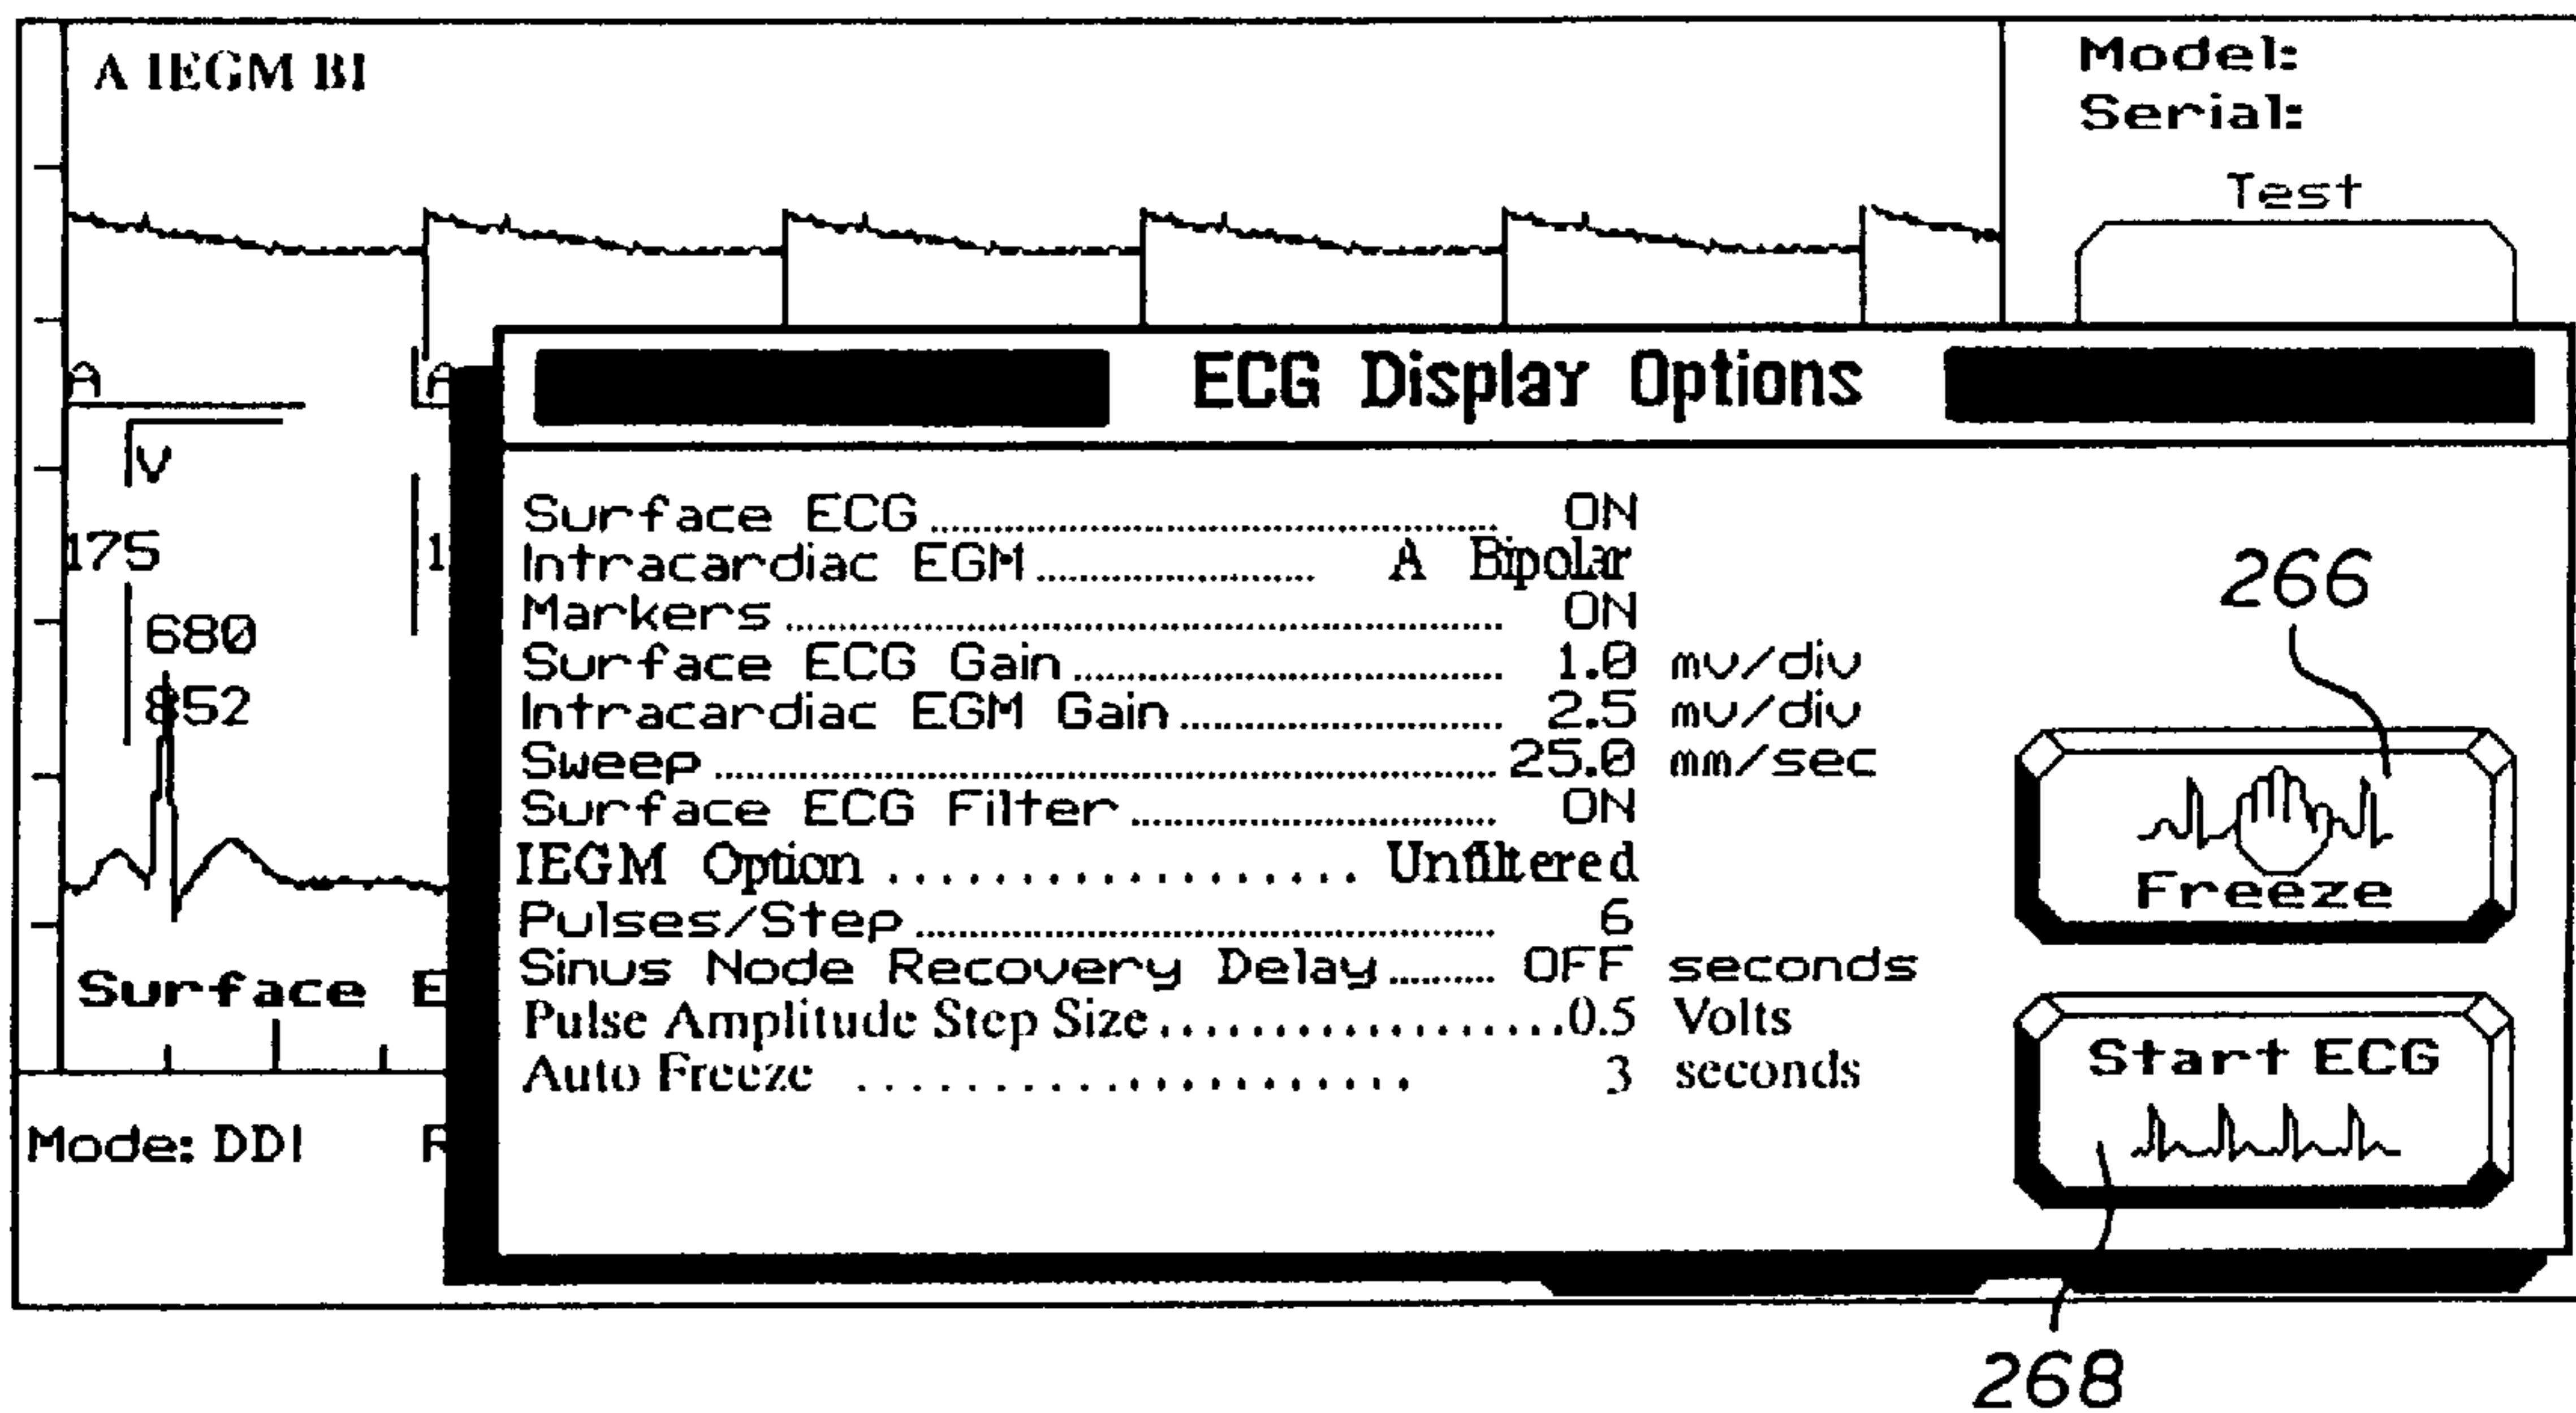 A IEGM BI
Model:
Serial:
Test
A
A
V
175
1
680
852
Surface E
Mode: DDI R
ECG Display Options
Surface ECG ........ ON
Intracardiac EGM ........ A Bipolar
Markers ........ ON
Surface ECG Gain ........ 1.0 mv/div
Intracardiac EGM Gain ........ 2.5 mv/div
Sweep ........ 25.0 mm/sec
Surface ECG Filter ........ ON
IEGM Option ........ Unfiltered
Pulses/Step ........ 6
Sinus Node Recovery Delay ........ OFF seconds
Pulse Amplitude Step Size ........ 0.5 Volts
Auto Freeze ........ 3 seconds
266
Freeze
Start ECG
268